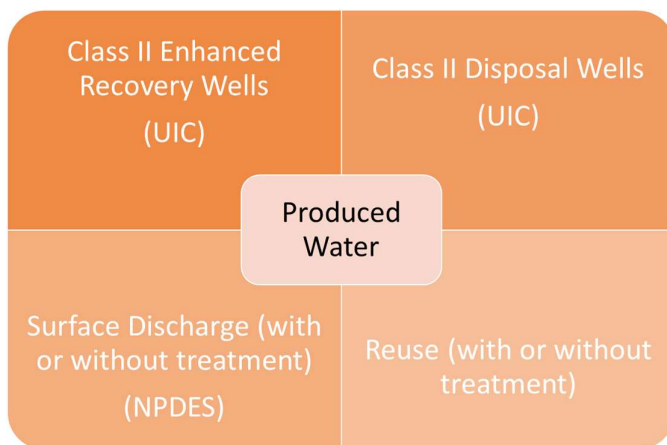 Class II Enhanced
Recovery Wells
(UIC)
Class II Disposal Wells
(UIC)
Produced
Water
Surface Discharge (with
or without treatment)
(NPDES)
Reuse (with or without
treatment)